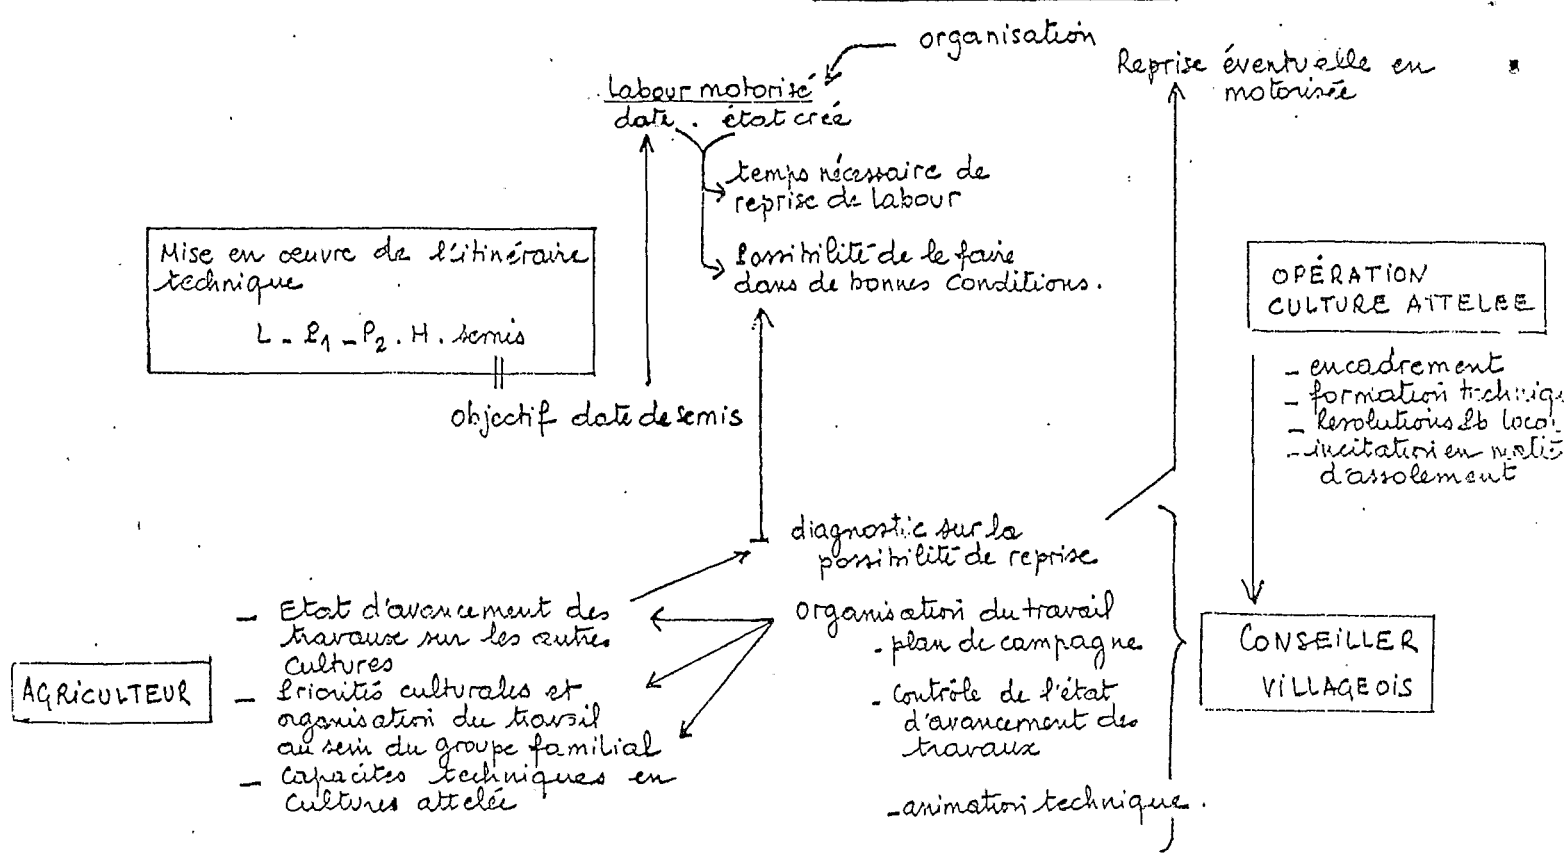 organisation
Reprise éventuelle en
motorisée
Labour motorisé
date . état créé
temps nécessaire de
reprise de labour
Possibilité de le faire
dans de bonnes conditions.
Mise en œuvre de l'itinéraire
technique
L - P1 - P2 . H . semis
objectif date de semis
OPÉRATION
CULTURE ATTELEE
- encadrement
- formation
- Résolutions Pb
- incitation en
d'assolement
diagnostic sur la
possibilité de reprise
- Etat d'avancement des
travaux sur les autres
cultures
- Priorités culturales et
organisation du travail
au sein du groupe familial
- Capacités techniques en
cultures attelée
AGRICULTEUR
organisation du travail
- plan de campagne
- Contrôle de l'état
d'avancement des
travaux
- animation technique.
CONSEILLER
VILLAGEOIS